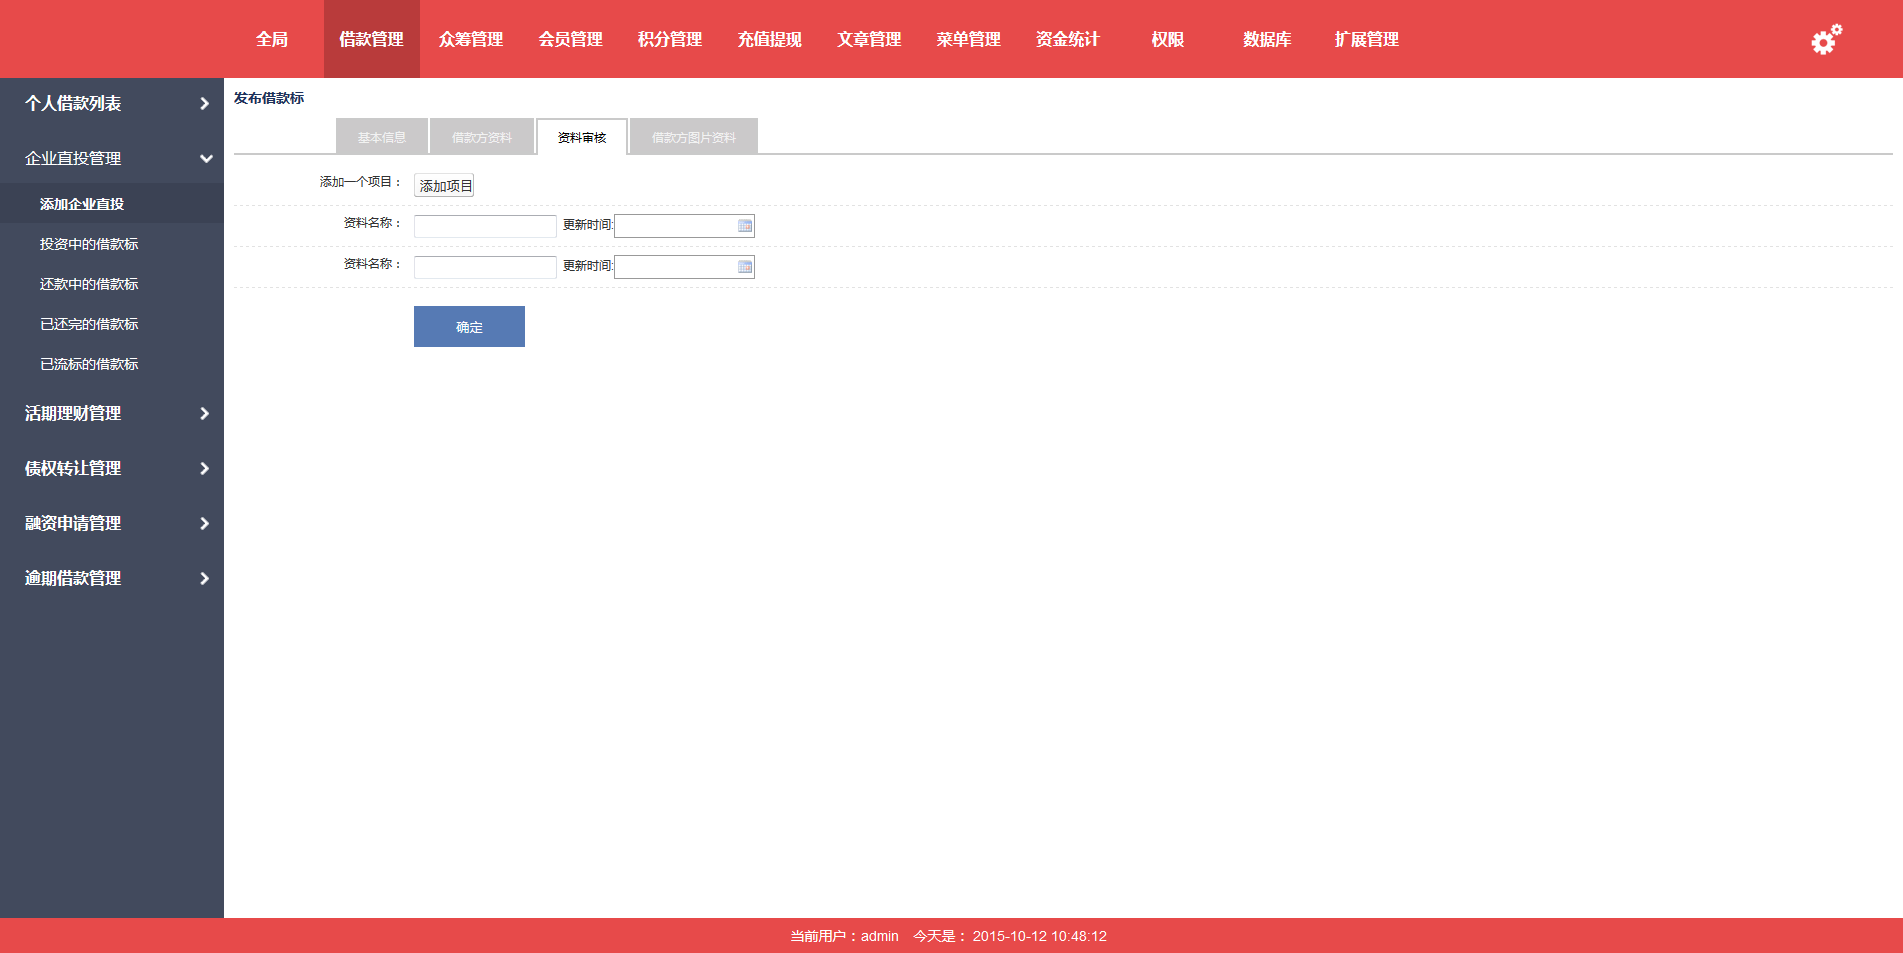 全局 借款管理 众筹管理 会员管理 积分管理 充值提现 文章管理 菜单管理 资金统计 权限 数据库 扩展管理
个人借款列表
企业直投管理
添加企业直投
投资中的借款标
还款中的借款标
已还完的借款标
已流标的借款标
活期理财管理
债权转让管理
融资申请管理
逾期借款管理
发布借款标
基本信息 借款方资料 资料审核 借款方图片资料
添加一个项目： 添加项目
资料名称： 更新时间:
资料名称： 更新时间:
确定
当前用户：admin 今天是： 2015-10-12 10:48:12